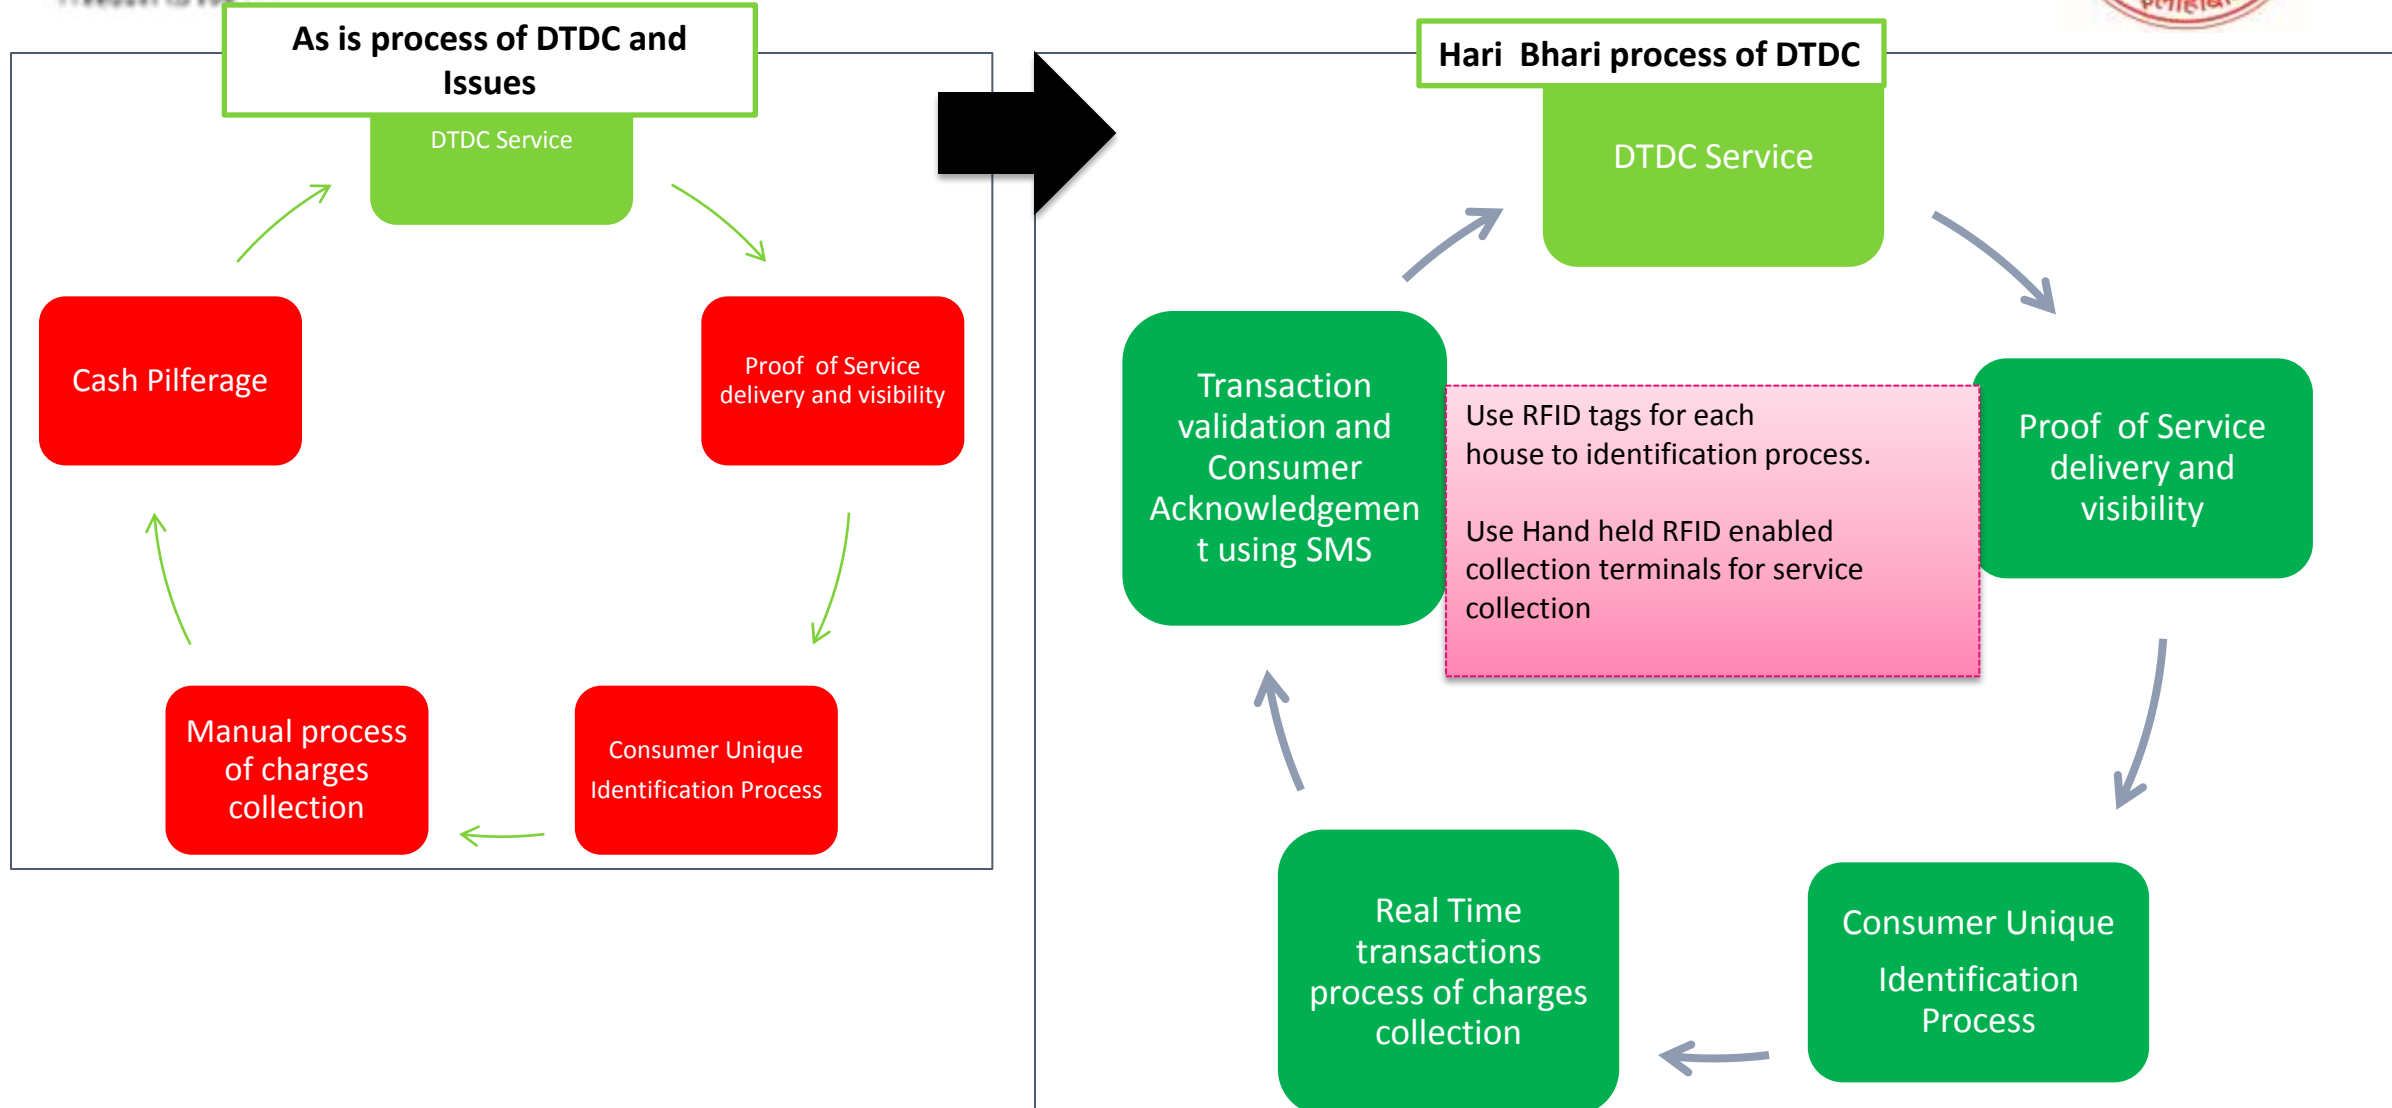 As is process of DTDC and
Issues
DTDC Service
Proof of Service
delivery and visibility
Consumer Unique
Identification Process
Manual process
of charges
collection
Cash Pilferage
Hari Bhari process of DTDC
DTDC Service
Proof of Service
delivery and
visibility
Consumer Unique
Identification
Process
Real Time
transactions
process of charges
collection
Transaction
validation and
Consumer
Acknowledgemen
t using SMS
Use RFID tags for each
house to identification process.
Use Hand held RFID enabled
collection terminals for service
collection